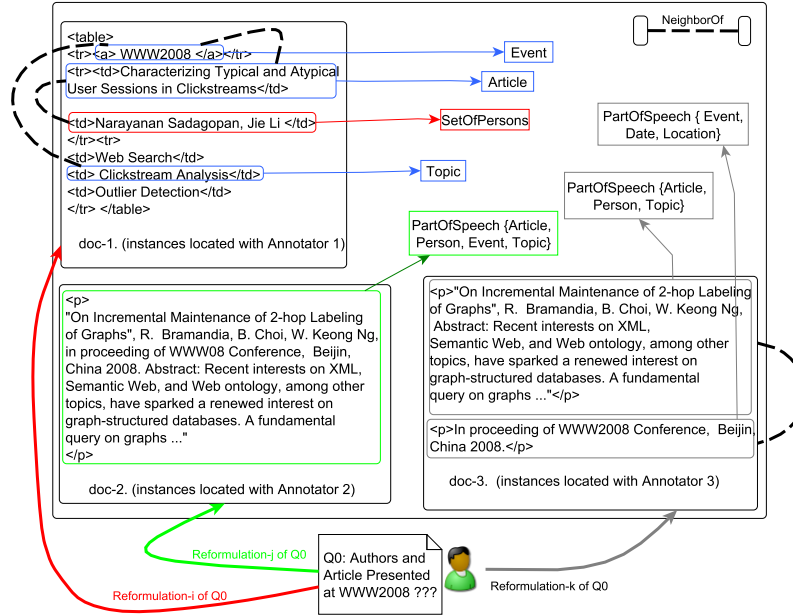 NeighborOf
<table>
<tr><a> WWW2008 </a></tr>
<tr><td>Characterizing Typical and Atypical
User Sessions in Clickstreams</td>
<td>Narayanan Sadagopan, Jie Li </td>
</tr><tr>
<td>Web Search</td>
<td> Clickstream Analysis</td>
<td>Outlier Detection</td>
</tr> </table>
doc-1. (instances located with Annotator 1)
Event
Article
SetOfPersons
Topic
PartOfSpeech { Event,
Date, Location}
PartOfSpeech {Article,
Person, Topic}
PartOfSpeech {Article,
Person, Event, Topic}
<p>
"On Incremental Maintenance of 2-hop Labeling
of Graphs", R.  Bramandia, B. Choi, W. Keong Ng,
in proceeding of WWW08 Conference,  Beijin,
China 2008. Abstract: Recent interests on XML,
Semantic Web, and Web ontology, among other
topics, have sparked a renewed interest on
graph-structured databases. A fundamental
query on graphs ..."
</p>
doc-2. (instances located with Annotator 2)
<p>"On Incremental Maintenance of 2-hop Labeling
of Graphs", R.  Bramandia, B. Choi, W. Keong Ng,
Abstract: Recent interests on XML,
Semantic Web, and Web ontology, among other
topics, have sparked a renewed interest on
graph-structured databases. A fundamental
query on graphs ..."</p>
<p>In proceeding of WWW2008 Conference,  Beijin,
China 2008.</p>
doc-3.  (instances located with Annotator 3)
Reformulation-j of Q0
Reformulation-i of Q0
Q0: Authors and
Article Presented
at WWW2008 ???
Reformulation-k of Q0